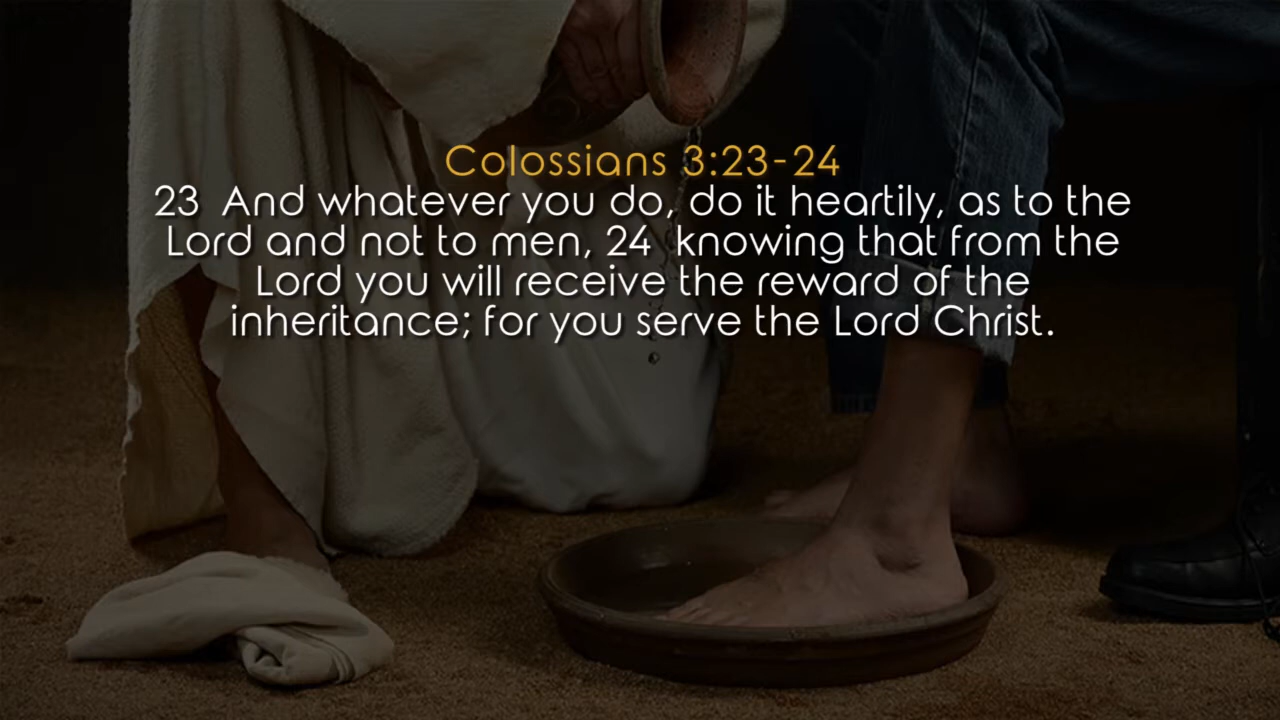 Colossians 3:23-24
23  And whatever you do, do it heartily, as to the
Lord and not to men, 24  knowing that from the
Lord you will receive the reward of the
inheritance; for you serve the Lord Christ.